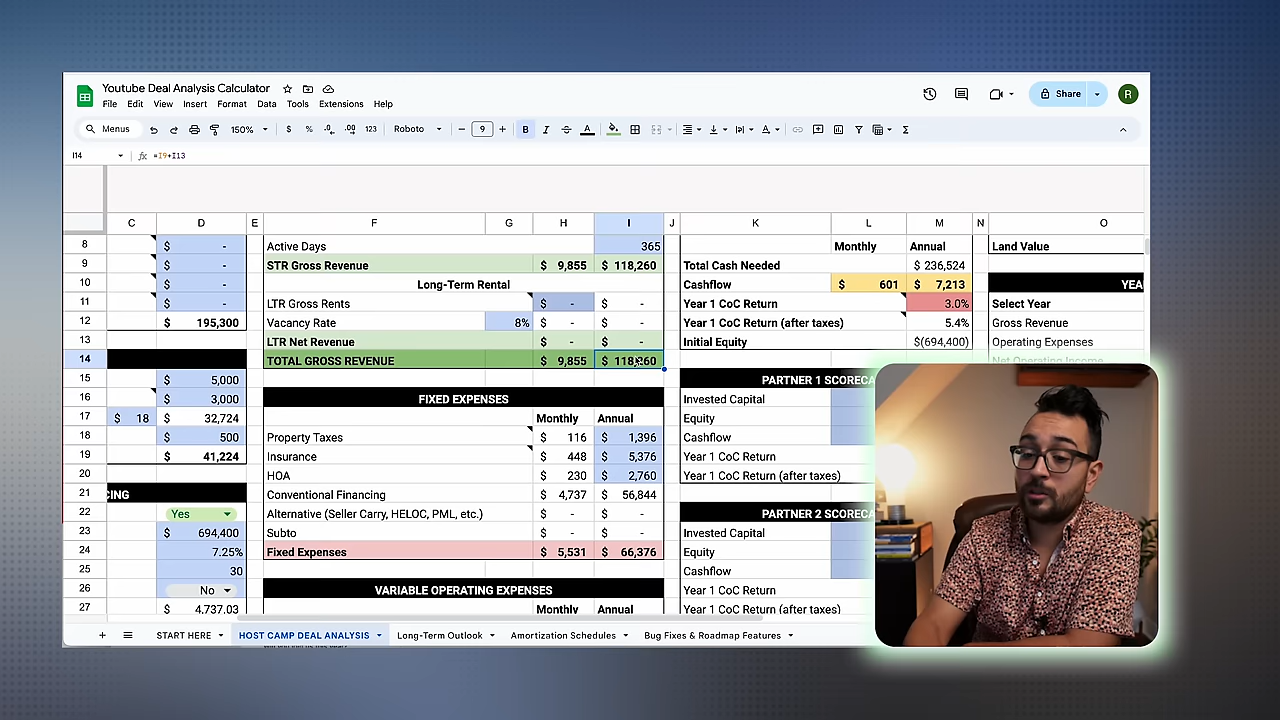 Youtube Deal Analysis Calculator
File Edit View Insert Format Data Tools Extensions Help
Share
R
Menus 150% $ % .0 .00 123 Roboto - 9 + B I A
I14 fx =I9+I13
C D E F G H I J K L M N O
8 $ - Active Days 365 Monthly Annual Land Value
9 $ - STR Gross Revenue $ 9,855 $ 118,260 Total Cash Needed $ 236,524
10 $ - Long-Term Rental Cashflow $ 601 $ 7,213 YEA
11 $ - LTR Gross Rents $ - $ - Year 1 CoC Return 3.0% Select Year
12 $ 195,300 Vacancy Rate 8% $ - $ - Year 1 CoC Return (after taxes) 5.4% Gross Revenue
13 LTR Net Revenue $ - $ - Initial Equity $(694,400) Operating Expenses
14 TOTAL GROSS REVENUE $ 9,855 $ 118,260 Net Operating Income
15 5,000 PARTNER 1 SCORECA
16 3,000 FIXED EXPENSES Invested Capital
17 $ 18 $ 32,724 Monthly Annual Equity
18 $ 500 Property Taxes $ 116 $ 1,396 Cashflow
19 $ 41,224 Insurance $ 448 $ 5,376 Year 1 CoC Return
20 HOA $ 230 $ 2,760 Year 1 CoC Return (after taxes)
21 CING Conventional Financing $ 4,737 $ 56,844
22 Yes Alternative (Seller Carry, HELOC, PML, etc.) $ - $ - PARTNER 2 SCORECA
23 $ 694,400 Subto $ - $ - Invested Capital
24 7.25% Fixed Expenses $ 5,531 $ 66,376 Equity
25 30 Cashflow
26 No VARIABLE OPERATING EXPENSES Year 1 CoC Return
27 $ 4,737.03 Monthly Annual Year 1 CoC Return (after taxes)
+ START HERE HOST CAMP DEAL ANALYSIS Long-Term Outlook Amortization Schedules Bug Fixes & Roadmap Features